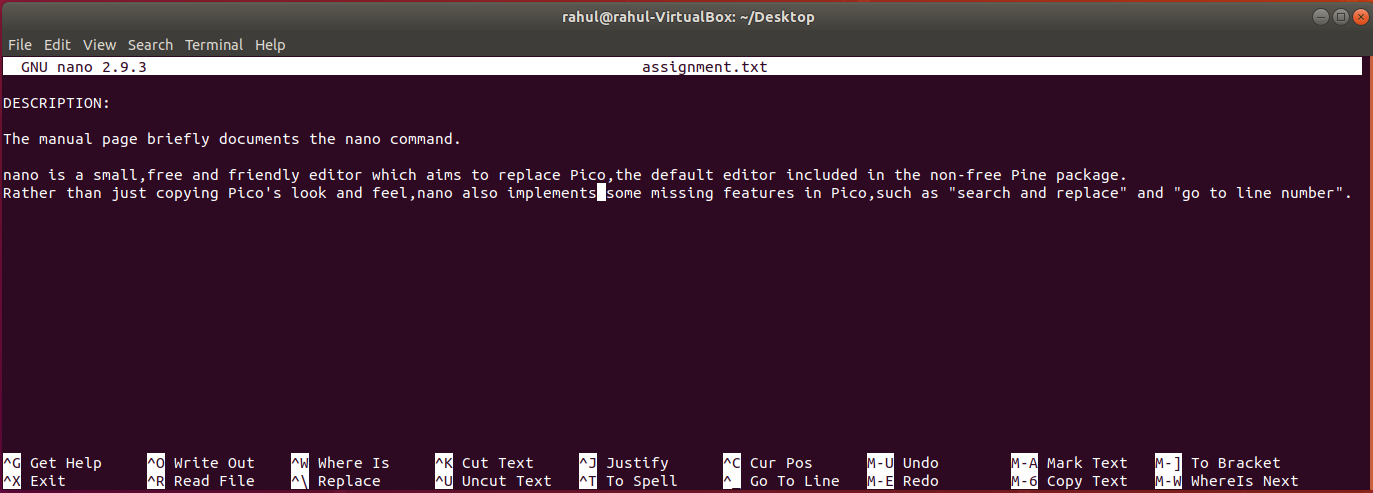 rahul@rahul-VirtualBox: ~/Desktop
File Edit View Search Terminal Help
GNU nano 2.9.3 assignment.txt
DESCRIPTION:
The manual page briefly documents the nano command.
nano is a small,free and friendly editor which aims to replace Pico,the default editor included in the non-free Pine package.
Rather than just copying Pico's look and feel,nano also implements some missing features in Pico,such as "search and replace" and "go to line number".
^G Get Help ^O Write Out ^W Where Is ^K Cut Text ^J Justify ^C Cur Pos M-U Undo M-A Mark Text M-] To Bracket
^X Exit ^R Read File ^\ Replace ^U Uncut Text ^T To Spell ^_ Go To Line M-E Redo M-6 Copy Text M-W WhereIs Next